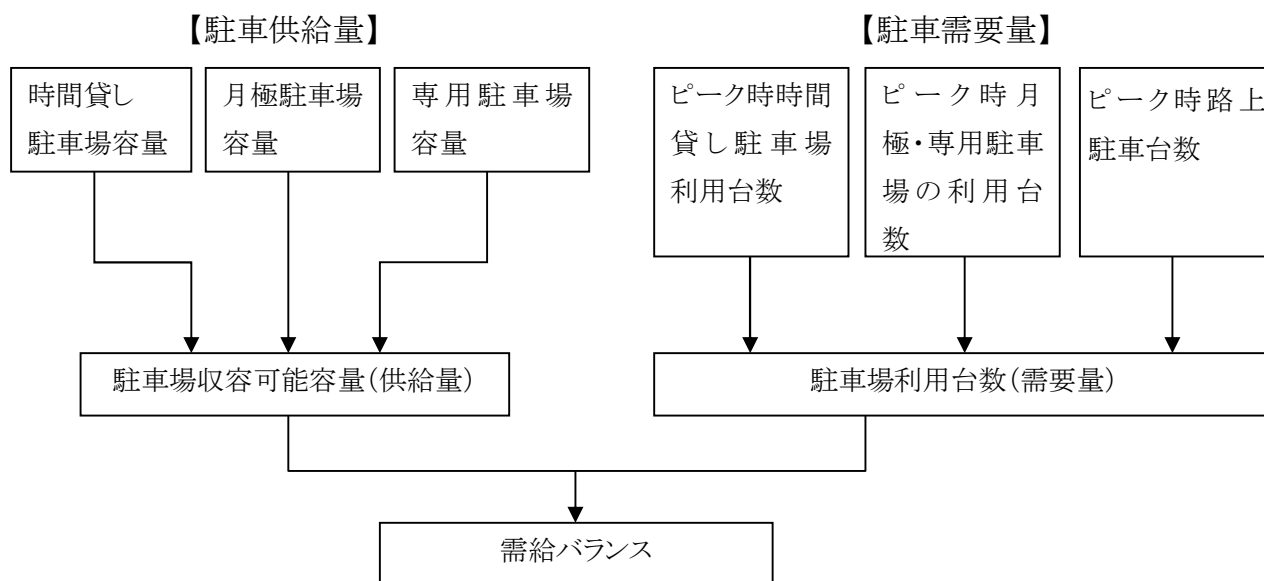 【駐車供給量】
【駐車需要量】
時間貸し
駐車場容量
月極駐車場
容量
専用駐車場
容量
ピーク時時間
貸し駐車場
利用台数
ピーク時月
極・専用駐車
場の利用台
数
ピーク時路上
駐車台数
駐車場収容可能容量(供給量)
駐車場利用台数(需要量)
需給バランス